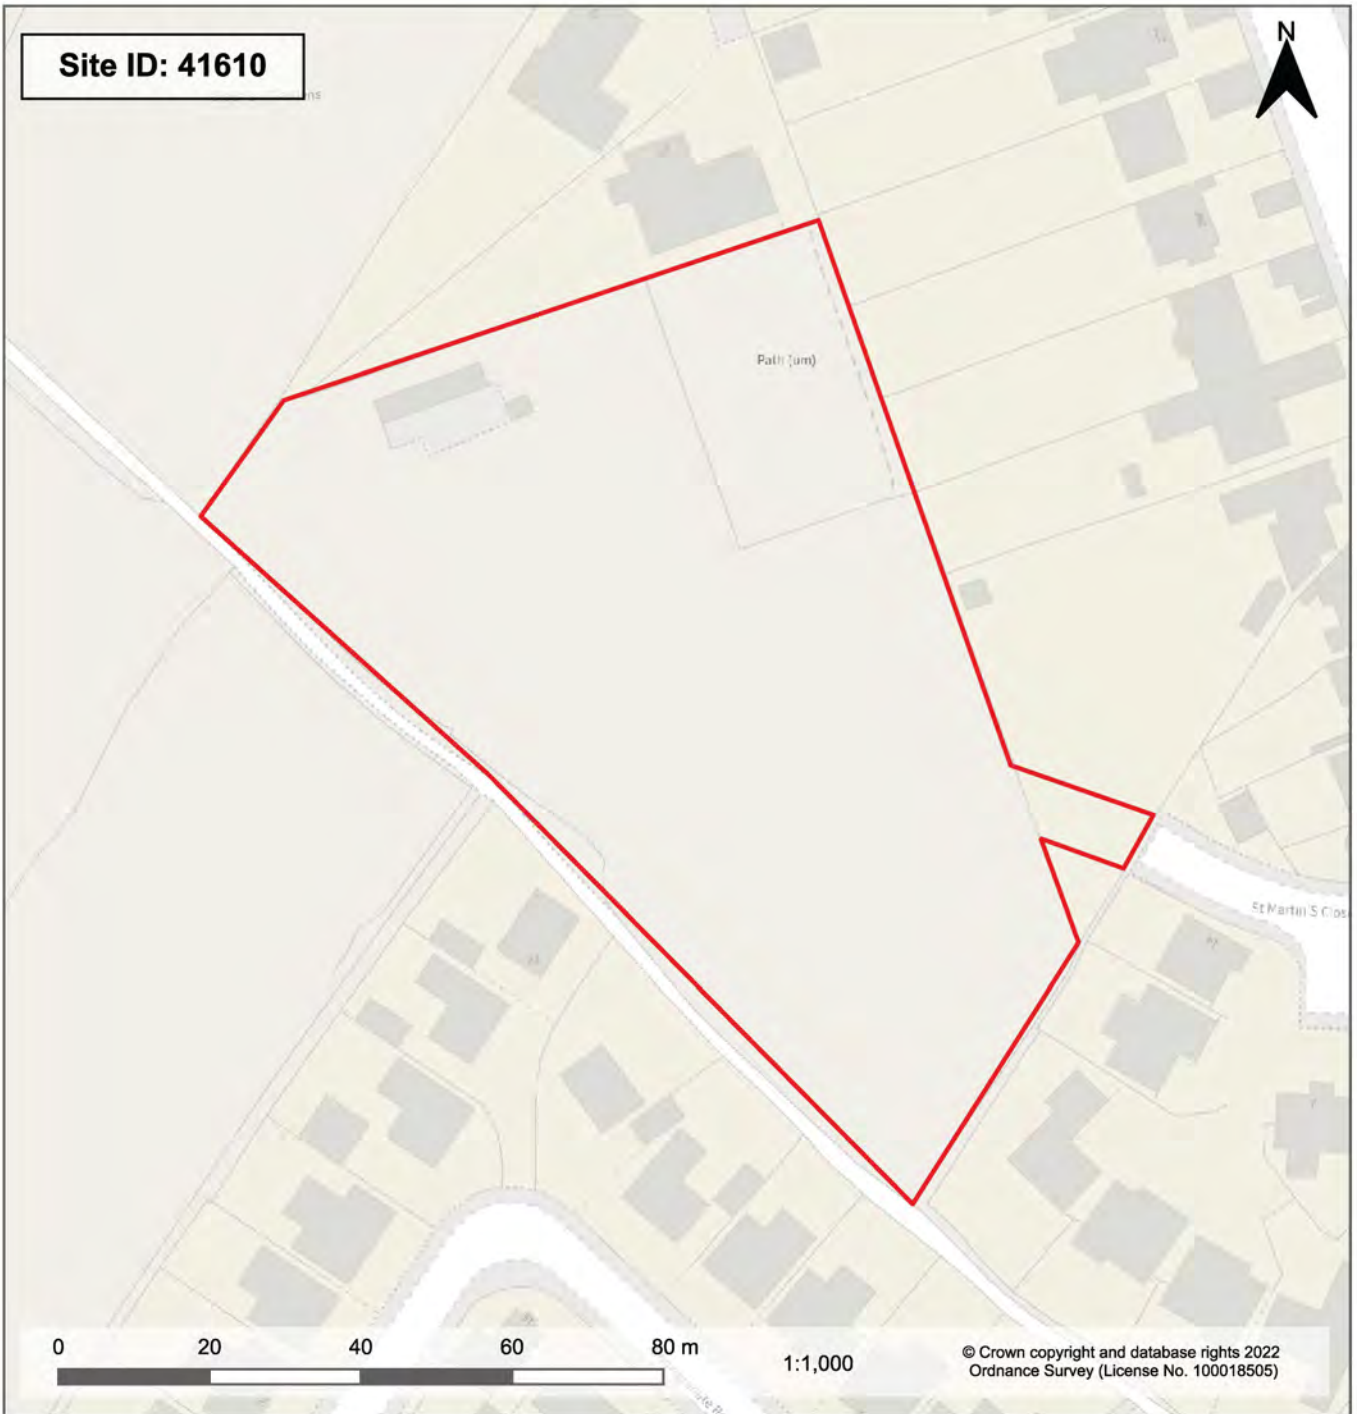 Site ID: 41610
N
Path (um)
St Martin'S Close
0 20 40 60 80 m
1:1,000
© Crown copyright and database rights 2022
Ordnance Survey (License No. 100018505)